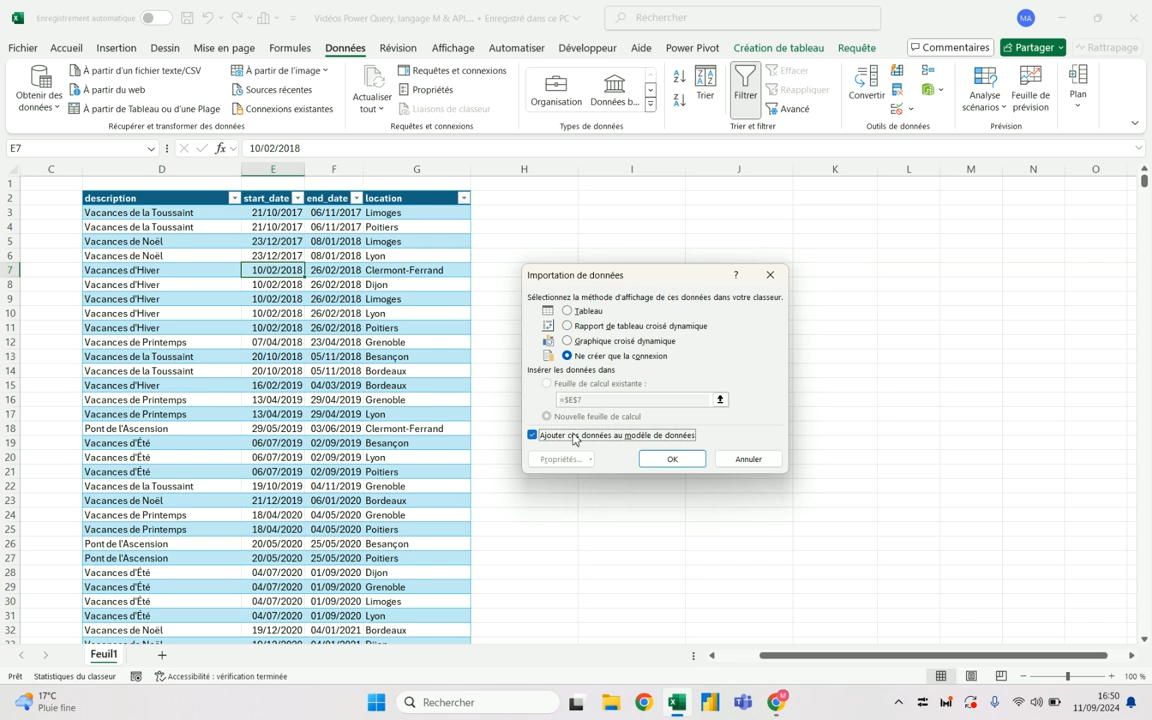 Enregistrement automatique
Vidéos Power Query, langage M & API,... • Enregistré dans ce PC
Rechercher
MA
Fichier Accueil Insertion Dessin Mise en page Formules Données Révision Affichage Automatiser Développeur Aide Power Pivot Création de tableau Requête
Commentaires Partager Rattrapage
Obtenir des données
À partir d'un fichier texte/CSV
À partir du web
À partir de Tableau ou d'une Plage
À partir de l'image
Sources récentes
Connexions existantes
Récupérer et transformer des données
Actualiser tout
Requêtes et connexions
Propriétés
Liaisons de classeur
Requêtes et connexions
Organisation Données b...
Types de données
Trier Filtrer
Effacer
Réappliquer
Avancé
Trier et filtrer
Convertir
Outils de données
Analyse scénarios
Feuille de prévision
Prévision
Plan
E7 fx 10/02/2018
C D E F G H I J K L M N O
1
2 description start_date end_date location
3 Vacances de la Toussaint 21/10/2017 06/11/2017 Limoges
4 Vacances de la Toussaint 21/10/2017 06/11/2017 Poitiers
5 Vacances de Noël 23/12/2017 08/01/2018 Limoges
6 Vacances de Noël 23/12/2017 08/01/2018 Lyon
7 Vacances d'Hiver 10/02/2018 26/02/2018 Clermont-Ferrand
8 Vacances d'Hiver 10/02/2018 26/02/2018 Dijon
9 Vacances d'Hiver 10/02/2018 26/02/2018 Limoges
10 Vacances d'Hiver 10/02/2018 26/02/2018 Lyon
11 Vacances d'Hiver 10/02/2018 26/02/2018 Poitiers
12 Vacances de Printemps 07/04/2018 23/04/2018 Grenoble
13 Vacances de la Toussaint 20/10/2018 05/11/2018 Besançon
14 Vacances de la Toussaint 20/10/2018 05/11/2018 Bordeaux
15 Vacances d'Hiver 16/02/2019 04/03/2019 Bordeaux
16 Vacances de Printemps 13/04/2019 29/04/2019 Grenoble
17 Vacances de Printemps 13/04/2019 29/04/2019 Lyon
18 Pont de l'Ascension 29/05/2019 03/06/2019 Clermont-Ferrand
19 Vacances d'Été 06/07/2019 02/09/2019 Besançon
20 Vacances d'Été 06/07/2019 02/09/2019 Lyon
21 Vacances d'Été 06/07/2019 02/09/2019 Poitiers
22 Vacances de la Toussaint 19/10/2019 04/11/2019 Grenoble
23 Vacances de Noël 21/12/2019 06/01/2020 Bordeaux
24 Vacances de Printemps 18/04/2020 04/05/2020 Grenoble
25 Vacances de Printemps 18/04/2020 04/05/2020 Poitiers
26 Pont de l'Ascension 20/05/2020 25/05/2020 Besançon
27 Pont de l'Ascension 20/05/2020 25/05/2020 Poitiers
28 Vacances d'Été 04/07/2020 01/09/2020 Dijon
29 Vacances d'Été 04/07/2020 01/09/2020 Grenoble
30 Vacances d'Été 04/07/2020 01/09/2020 Limoges
31 Vacances d'Été 04/07/2020 01/09/2020 Lyon
32 Vacances de Noël 19/12/2020 04/01/2021 Bordeaux
Importation de données ?
Sélectionnez la méthode d'affichage de ces données dans votre classeur.
Tableau
Rapport de tableau croisé dynamique
Graphique croisé dynamique
Ne créer que la connexion
Insérer les données dans
Feuille de calcul existante :
=$E$7
Nouvelle feuille de calcul
Ajouter ces données au modèle de données
Propriétés... OK Annuler
Feuil1
Prêt Statistiques du classeur Accessibilité : vérification terminée 100 %
17°C
Pluie fine
Rechercher
16:50
11/09/2024